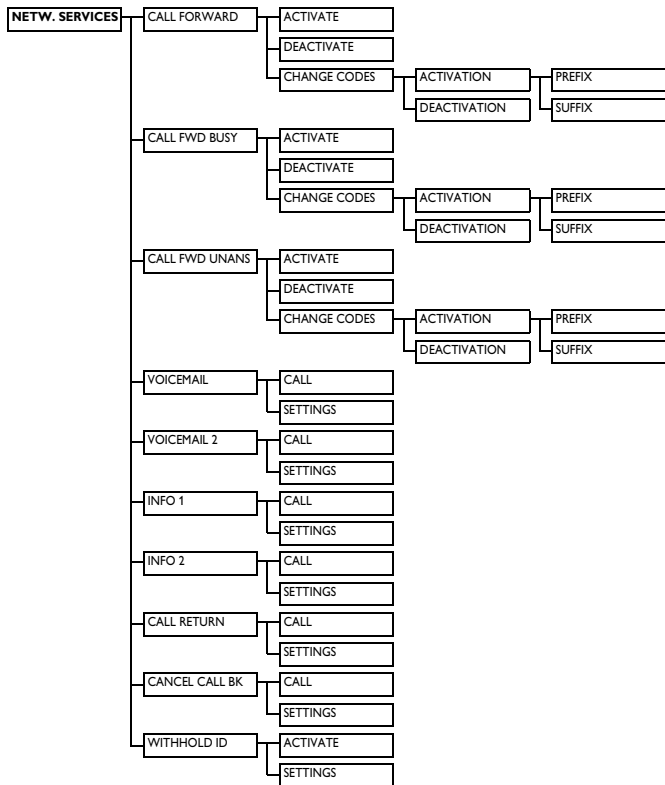 NETW. SERVICES CALL FORWARD ACTIVATE
DEACTIVATE
CHANGE CODES ACTIVATION PREFIX
DEACTIVATION SUFFIX
CALL FWD BUSY ACTIVATE
DEACTIVATE
CHANGE CODES ACTIVATION PREFIX
DEACTIVATION SUFFIX
CALL FWD UNANS ACTIVATE
DEACTIVATE
CHANGE CODES ACTIVATION PREFIX
DEACTIVATION SUFFIX
VOICEMAIL CALL
SETTINGS
VOICEMAIL 2 CALL
SETTINGS
INFO 1 CALL
SETTINGS
INFO 2 CALL
SETTINGS
CALL RETURN CALL
SETTINGS
CANCEL CALL BK CALL
SETTINGS
WITHHOLD ID ACTIVATE
SETTINGS